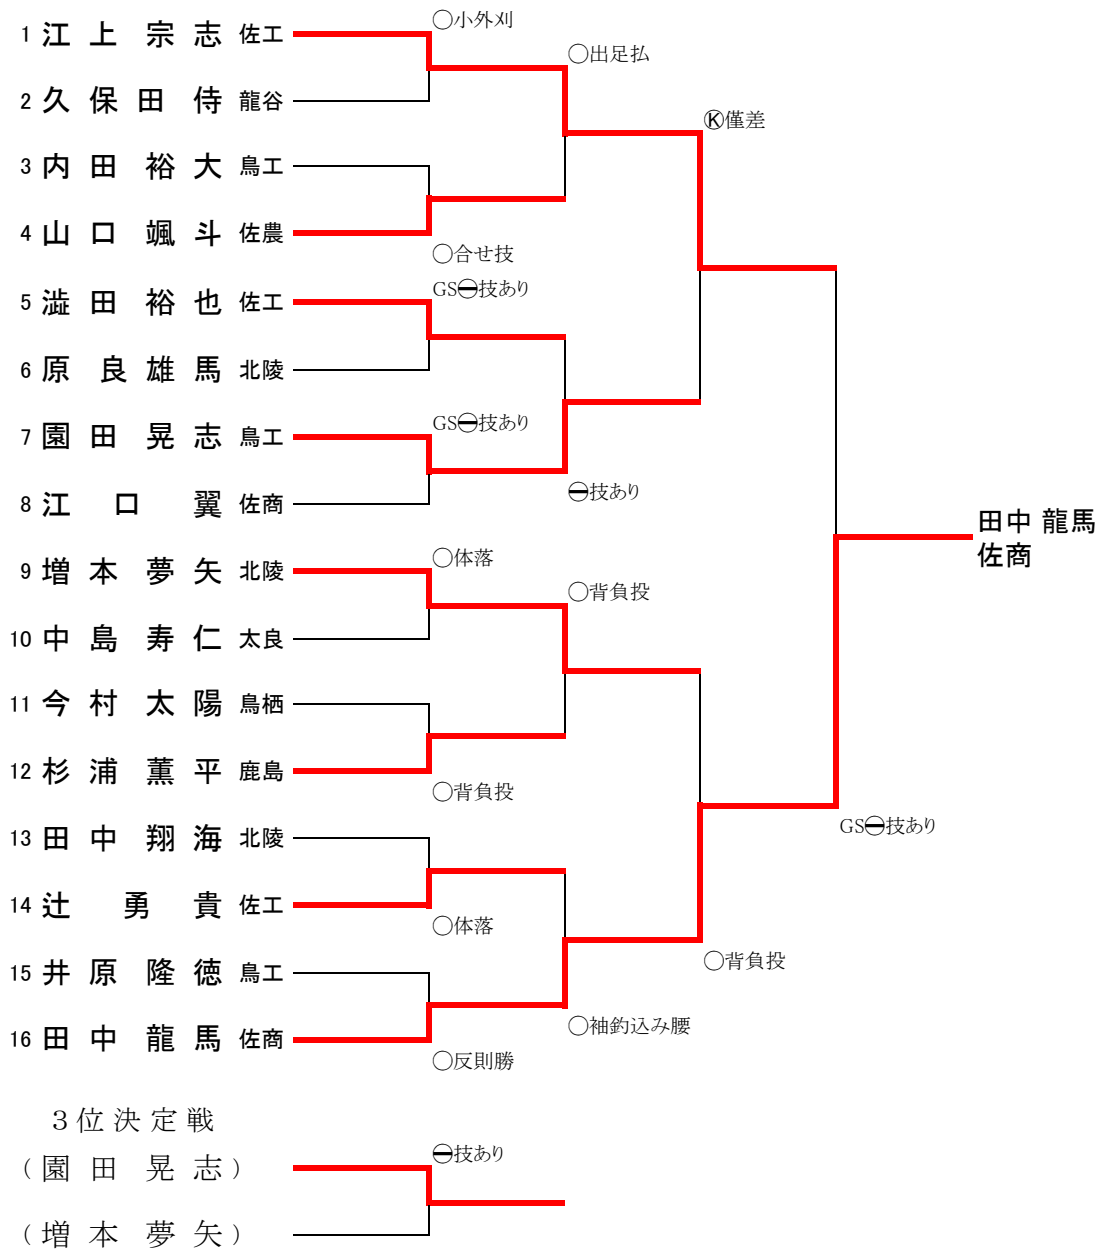 1 江上 宗志 佐工
○小外刈
○出足払
2 久保田 侍 龍谷
Ⓚ僅差
3 内田 裕大 鳥工
4 山口 颯斗 佐農
○合せ技
5 澁田 裕也 佐工
GS㊀技あり
6 原 良雄馬 北陵
7 園田 晃志 鳥工
GS㊀技あり
㊀技あり
8 江口 翼 佐商
田中 龍馬
佐商
9 増本 夢矢 北陵
○体落
○背負投
10 中島 寿仁 太良
11 今村 太陽 鳥栖
12 杉浦 薫平 鹿島
○背負投
13 田中 翔海 北陵
GS㊀技あり
14 辻 勇貴 佐工
○体落
○背負投
15 井原 隆徳 鳥工
16 田中 龍馬 佐商
○袖釣込み腰
○反則勝
３位決定戦
(園田 晃志)
㊀技あり
(増本 夢矢)